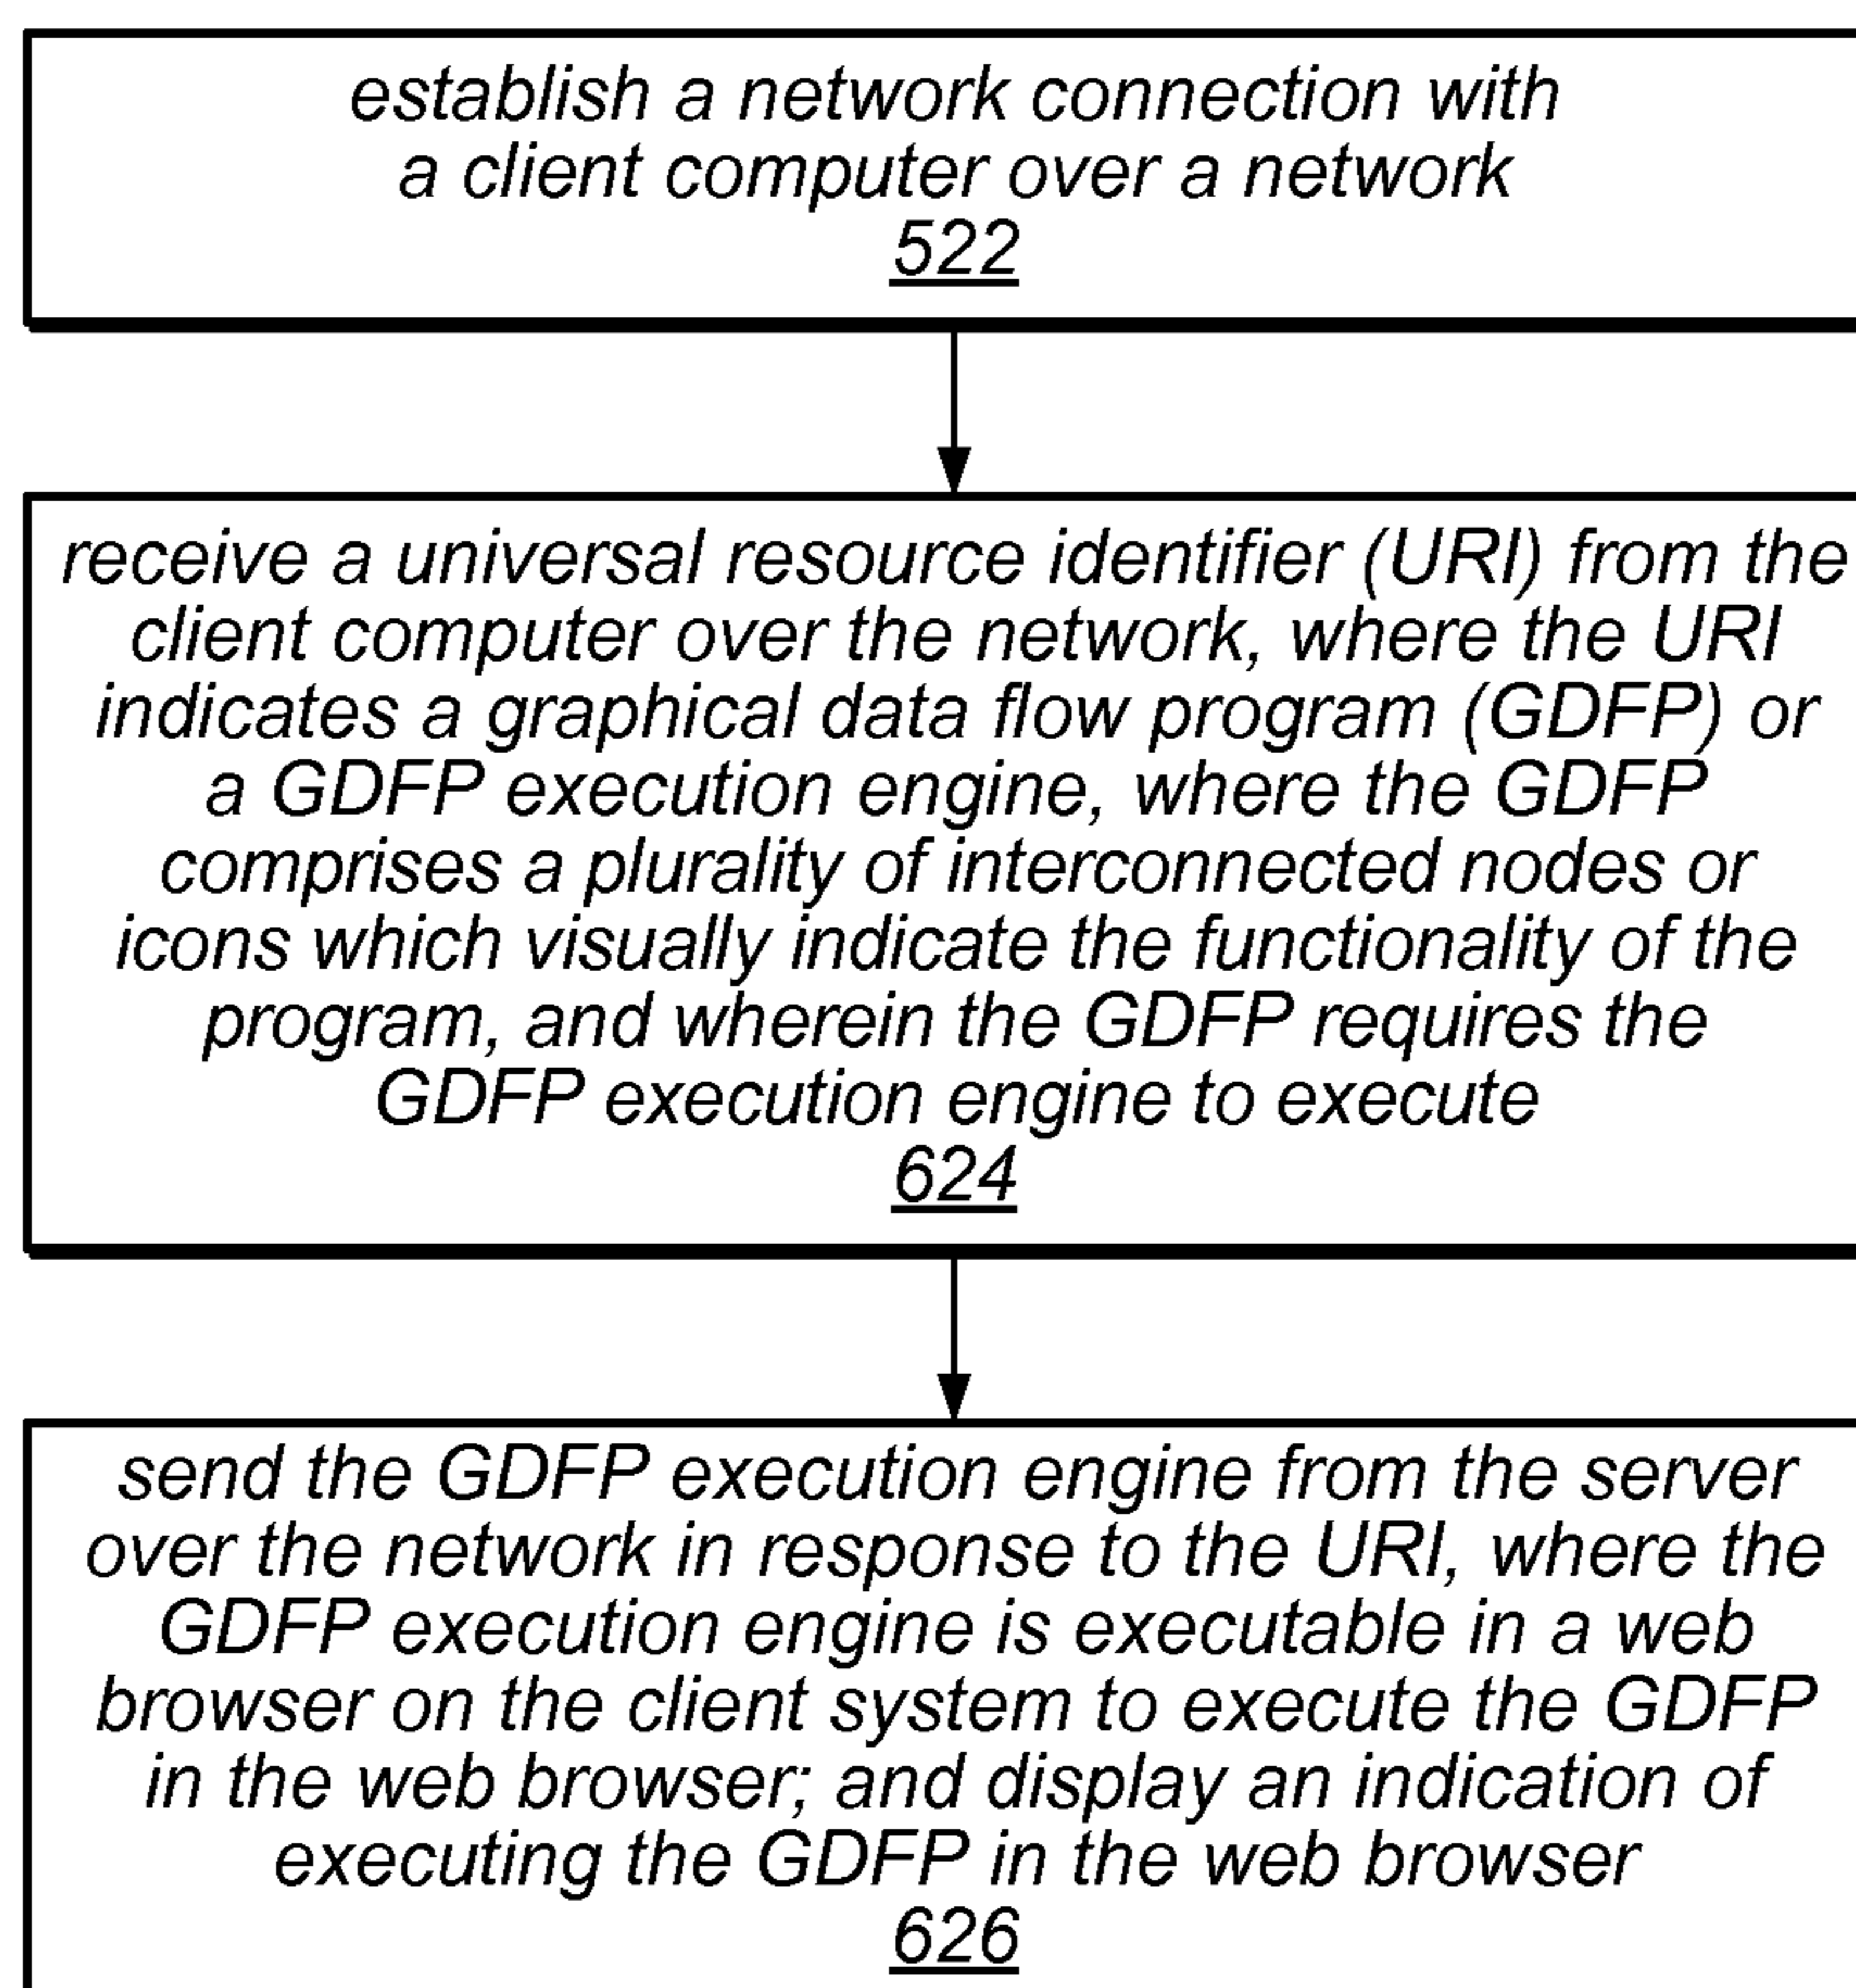 establish a network connection with
a client computer over a network
522
receive a universal resource identifier (URI) from the
client computer over the network, where the URI
indicates a graphical data flow program (GDFP) or
a GDFP execution engine, where the GDFP
comprises a plurality of interconnected nodes or
icons which visually indicate the functionality of the
program, and wherein the GDFP requires the
GDFP execution engine to execute
624
send the GDFP execution engine from the server
over the network in response to the URI, where the
GDFP execution engine is executable in a web
browser on the client system to execute the GDFP
in the web browser; and display an indication of
executing the GDFP in the web browser
626